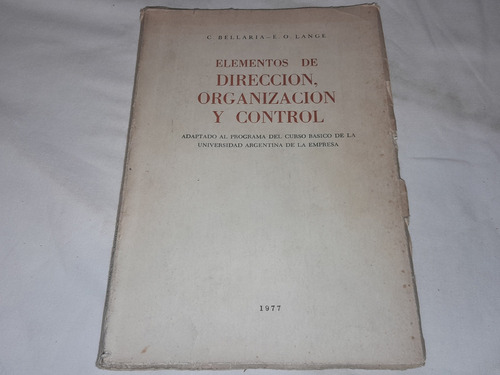 C BELLARIA - E. O LANGE
ELEMENTOS DE
DIRECCION,
ORGANIZACION
Y CONTROL
ADAPTADO AL PROGRAMA DEL CURSO BASICO DE LA
UNIVERSIDAD ARGENTINA DE LA EMPRESA
1977